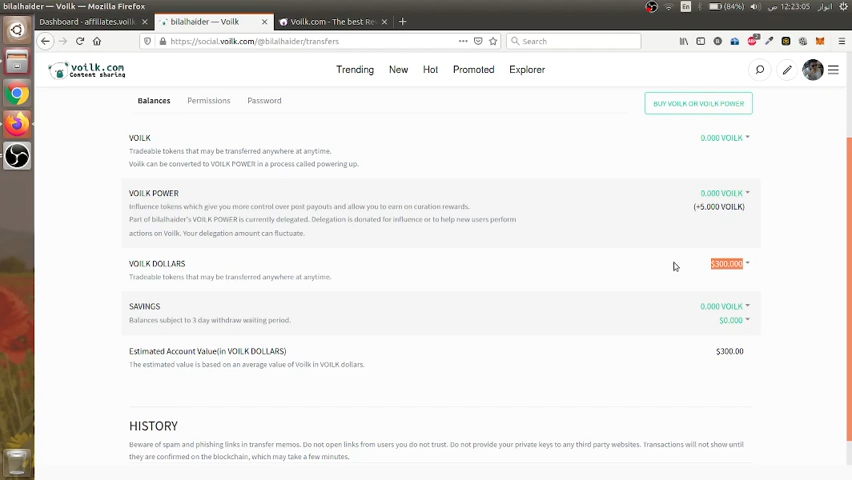 bilalhaider — Voilk - Mozilla Firefox
En
(84%)
12:23:05
انوار
Dashboard - affiliates.voilk
bilalhaider — Voilk
Voilk.com - The best Re
https://social.voilk.com/@bilalhaider/transfers
Search
voilk.com
Content sharing
Trending
New
Hot
Promoted
Explorer
Balances
Permissions
Password
BUY VOILK OR VOILK POWER
VOILK
0.000 VOILK
Tradeable tokens that may be transferred anywhere at anytime.
Voilk can be converted to VOILK POWER in a process called powering up.
VOILK POWER
0.000 VOILK
Influence tokens which give you more control over post payouts and allow you to earn on curation rewards.
(+5.000 VOILK)
Part of bilalhaider's VOILK POWER is currently delegated. Delegation is donated for influence or to help new users perform
actions on Voilk. Your delegation amount can fluctuate.
VOILK DOLLARS
$300.000
Tradeable tokens that may be transferred anywhere at anytime.
SAVINGS
0.000 VOILK
Balances subject to 3 day withdraw waiting period.
$0.000
Estimated Account Value(in VOILK DOLLARS)
$300.00
The estimated value is based on an average value of Voilk in VOILK dollars.
HISTORY
Beware of spam and phishing links in transfer memos. Do not open links from users you do not trust. Do not provide your private keys to any third party websites. Transactions will not show until
they are confirmed on the blockchain, which may take a few minutes.